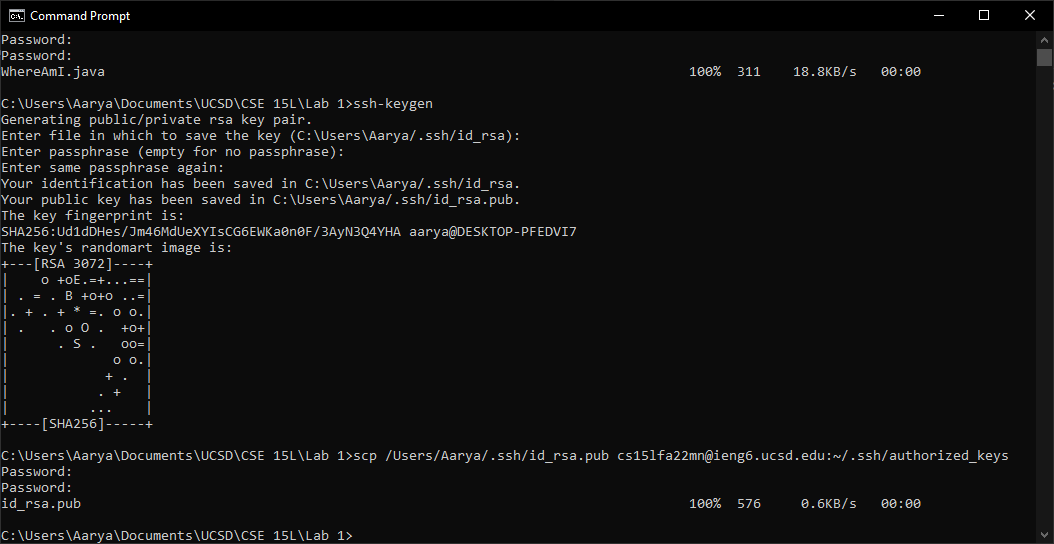 Command Prompt
Password:
Password:
WhereAmI.java                                                                         100%  311    18.8KB/s   00:00
C:\Users\Aarya\Documents\UCSD\CSE 15L\Lab 1>ssh-keygen
Generating public/private rsa key pair.
Enter file in which to save the key (C:\Users\Aarya/.ssh/id_rsa):
Enter passphrase (empty for no passphrase):
Enter same passphrase again:
Your identification has been saved in C:\Users\Aarya/.ssh/id_rsa.
Your public key has been saved in C:\Users\Aarya/.ssh/id_rsa.pub.
The key fingerprint is:
SHA256:Ud1dDHes/Jm46MdUeXYIsCG6EWKa0n0F/3AyN3Q4YHA aarya@DESKTOP-PFEDVI7
The key's randomart image is:
+---[RSA 3072]----+
|    o +oE.=+...==|
| . = . B +o+o ..=|
|. + . + * =. o o.|
| .   . o O .  +o+|
|      . S .   oo=|
|             o o.|
|            + .  |
|           . +   |
|          ...    |
+----[SHA256]-----+
C:\Users\Aarya\Documents\UCSD\CSE 15L\Lab 1>scp /Users/Aarya/.ssh/id_rsa.pub cs15lfa22mn@ieng6.ucsd.edu:~/.ssh/authorized_keys
Password:
Password:
id_rsa.pub                                                                            100%  576     0.6KB/s   00:00
C:\Users\Aarya\Documents\UCSD\CSE 15L\Lab 1>